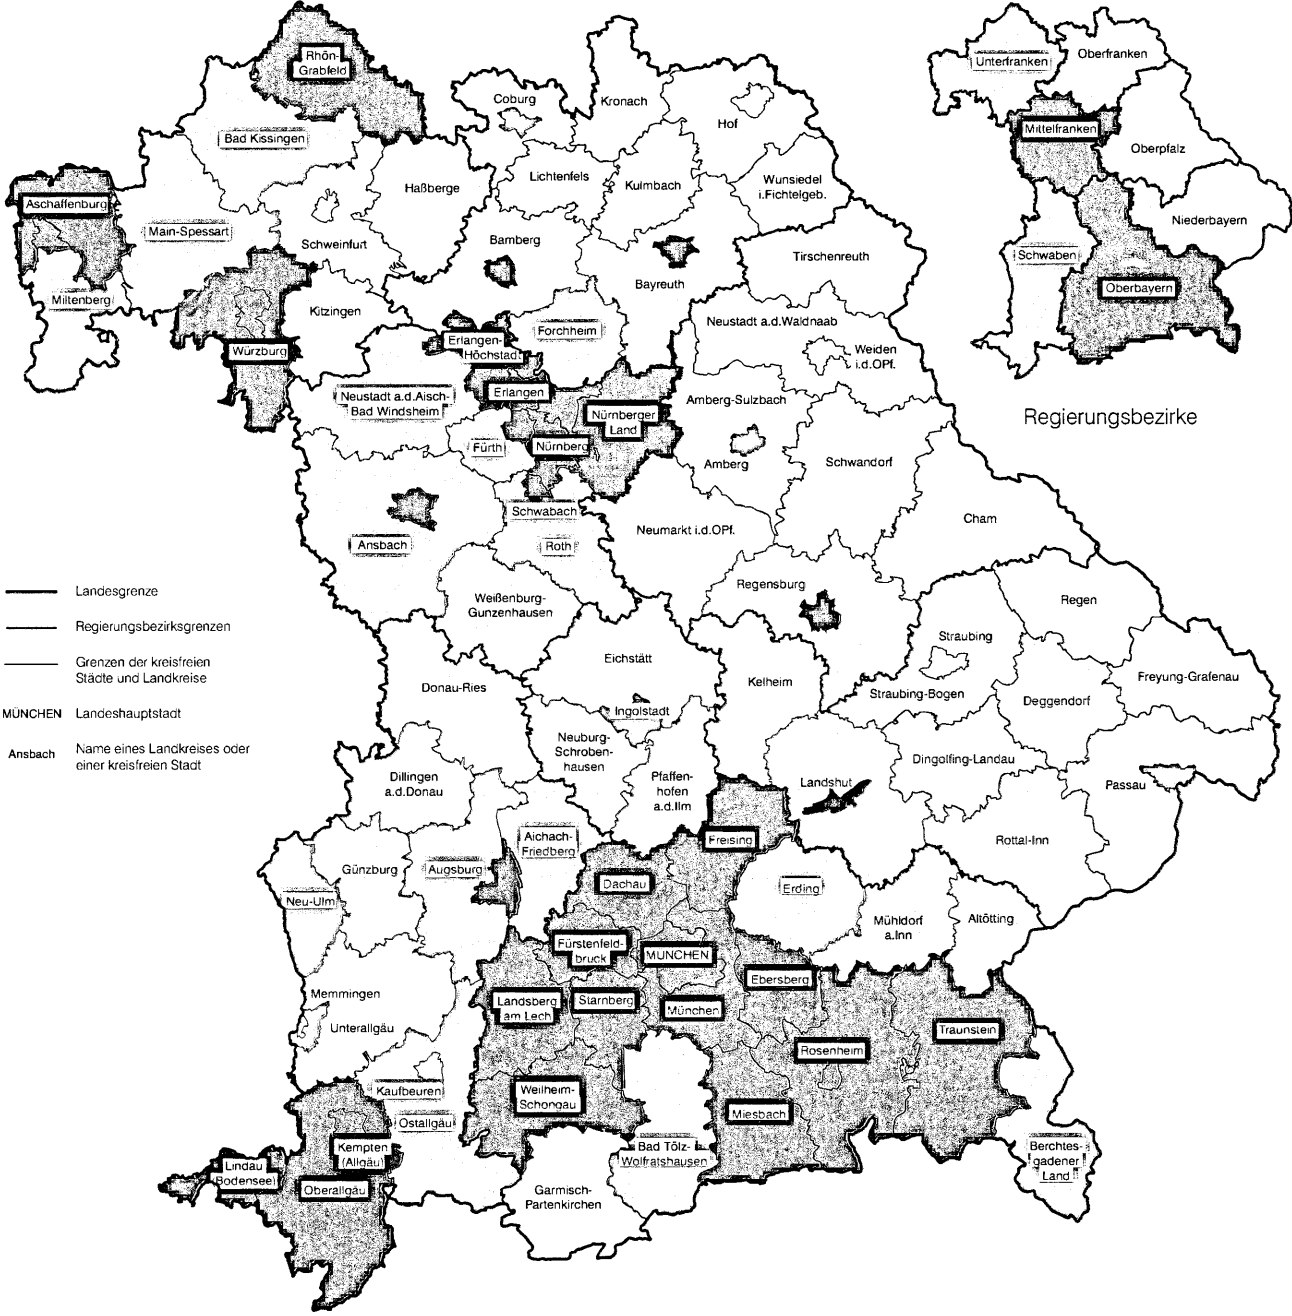 Rhön-
Grabfeld
Bad Kissingen
Coburg
Kronach
Hof
Haßberge
Lichtenfels
Kulmbach
Wunsiedel
i.Fichtelgeb.
Aschaffenburg
Main-Spessart
Schweinfurt
Bamberg
Bayreuth
Tirschenreuth
Miltenberg
Kitzingen
Würzburg
Erlangen-
Höchstadt
Forchheim
Neustadt a.d.Waldnaab
Weiden
i.d.OPf.
Neustadt a.d.Aisch-
Bad Windsheim
Erlangen
Nürnberger
Land
Amberg-Sulzbach
Fürth
Nürnberg
Amberg
Schwandorf
Schwabach
Ansbach
Roth
Neumarkt i.d.OPf.
Cham
Weißenburg-
Gunzenhausen
Regensburg
Regen
Straubing
Eichstätt
Donau-Ries
Kelheim
Straubing-Bogen
Freyung-Grafenau
Deggendorf
Ingolstadt
Neuburg-
Schroben-
hausen
Pfaffen-
hofen
a.d.Ilm
Dingolfing-Landau
Landshut
Passau
Dillingen
a.d.Donau
Aichach-
Friedberg
Freising
Rottal-Inn
Günzburg
Augsburg
Dachau
Erding
Neu-Ulm
Mühldorf
a.Inn
Altötting
Fürstenfeld-
bruck
MÜNCHEN
Ebersberg
Memmingen
Landsberg
am Lech
Starnberg
München
Unterallgäu
Traunstein
Rosenheim
Kaufbeuren
Weilheim-
Schongau
Miesbach
Ostallgäu
Kempten
(Allgäu)
Bad Tölz-
Wolfratshausen
Berchtes-
gadener
Land
Lindau
(Bodensee)
Oberallgäu
Garmisch-
Partenkirchen
Unterfranken
Oberfranken
Mittelfranken
Oberpfalz
Niederbayern
Schwaben
Oberbayern
Regierungsbezirke
Landesgrenze
Regierungsbezirksgrenzen
Grenzen der kreisfreien
Städte und Landkreise
MÜNCHEN Landeshauptstadt
Ansbach Name eines Landkreises oder
einer kreisfreien Stadt